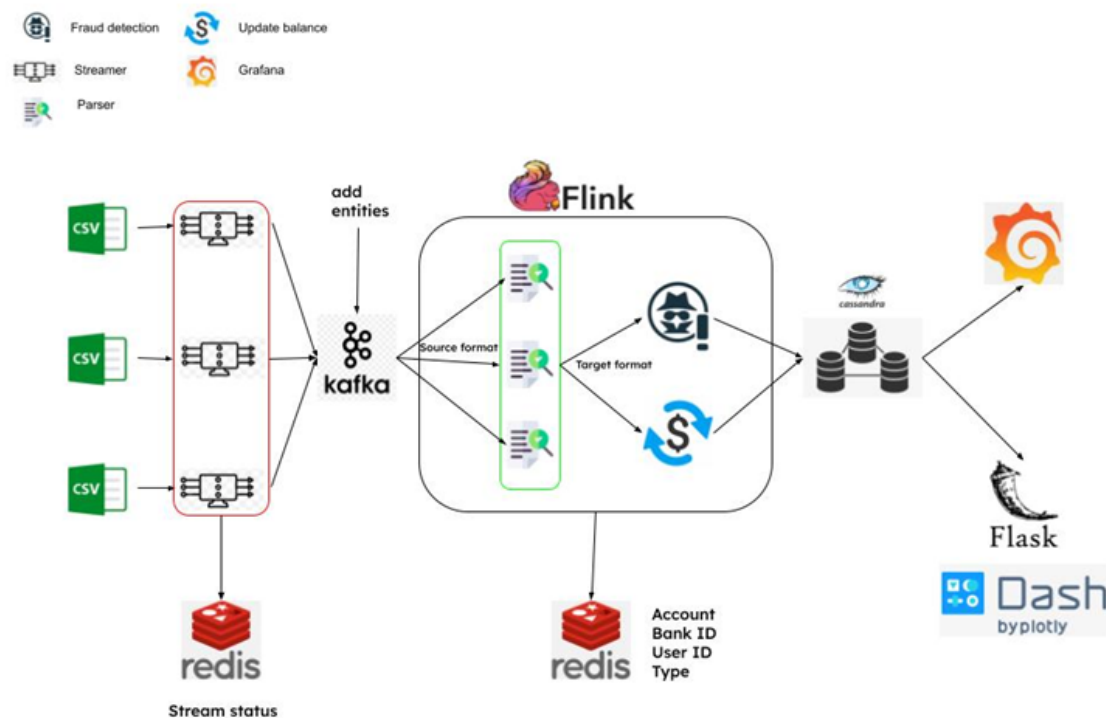 Fraud detection
Update balance
Streamer
Grafana
Parser
add
entities
Flink
CSV
CSV
CSV
kafka
Source format
Target format
cassandra
Flask
Dash
byplotly
redis
Stream status
redis
Account
Bank ID
User ID
Type